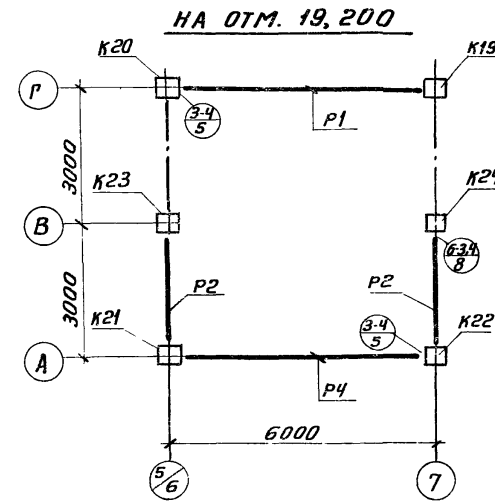 НА ОТМ. 19,200
К20
К19
Г
3-4
5
Р1
3000
К23
К24
В
6-3,4
8
3000
Р2
Р2
К21
3-4
5
К22
А
Р4
6000
5/6
7